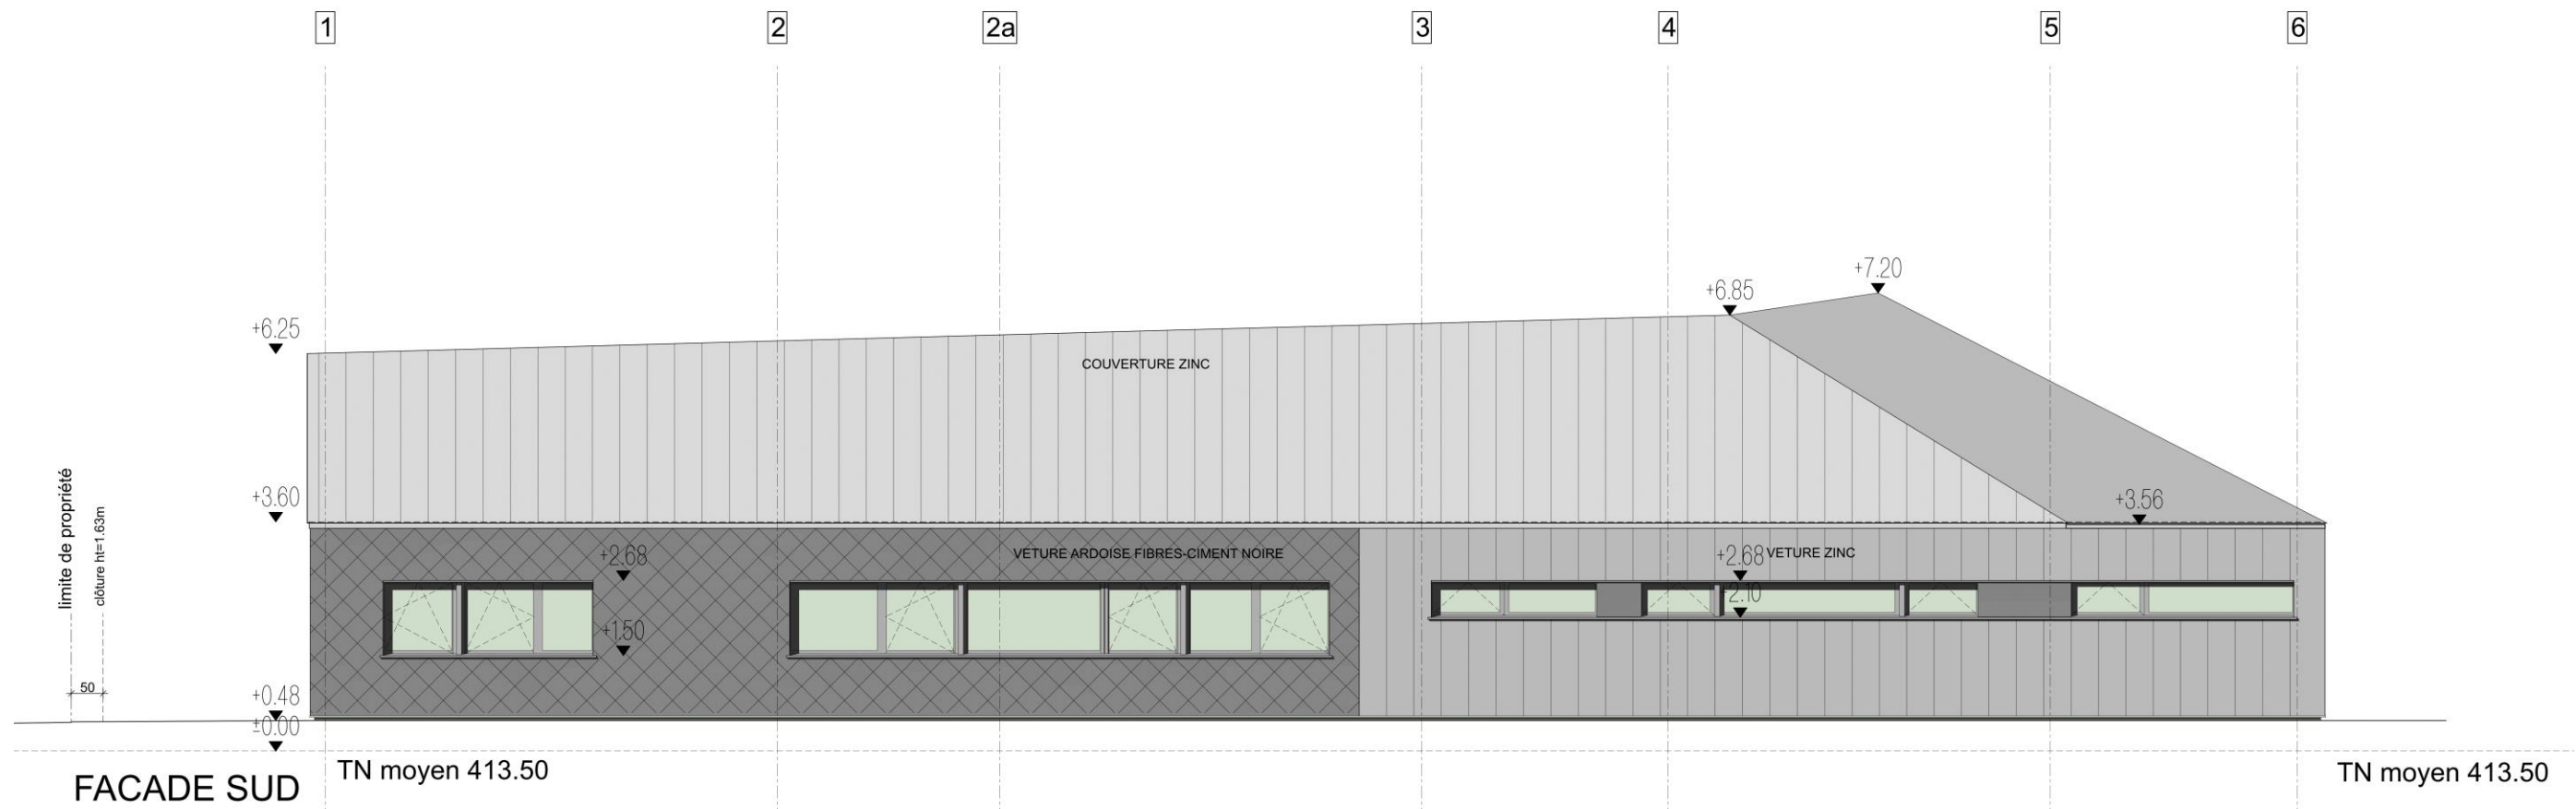 1
2
2a
3
4
5
6
+7.20
+6.85
+6.25
COUVERTURE ZINC
+3.60
+3.56
limite de propriété
clôture ht=1.63m
VETURE ARDOISE FIBRES-CIMENT NOIRE
VETURE ZINC
+2.68
+2.68
+2.10
+1.50
50
+0.48
±0.00
FACADE SUD
TN moyen 413.50
TN moyen 413.50